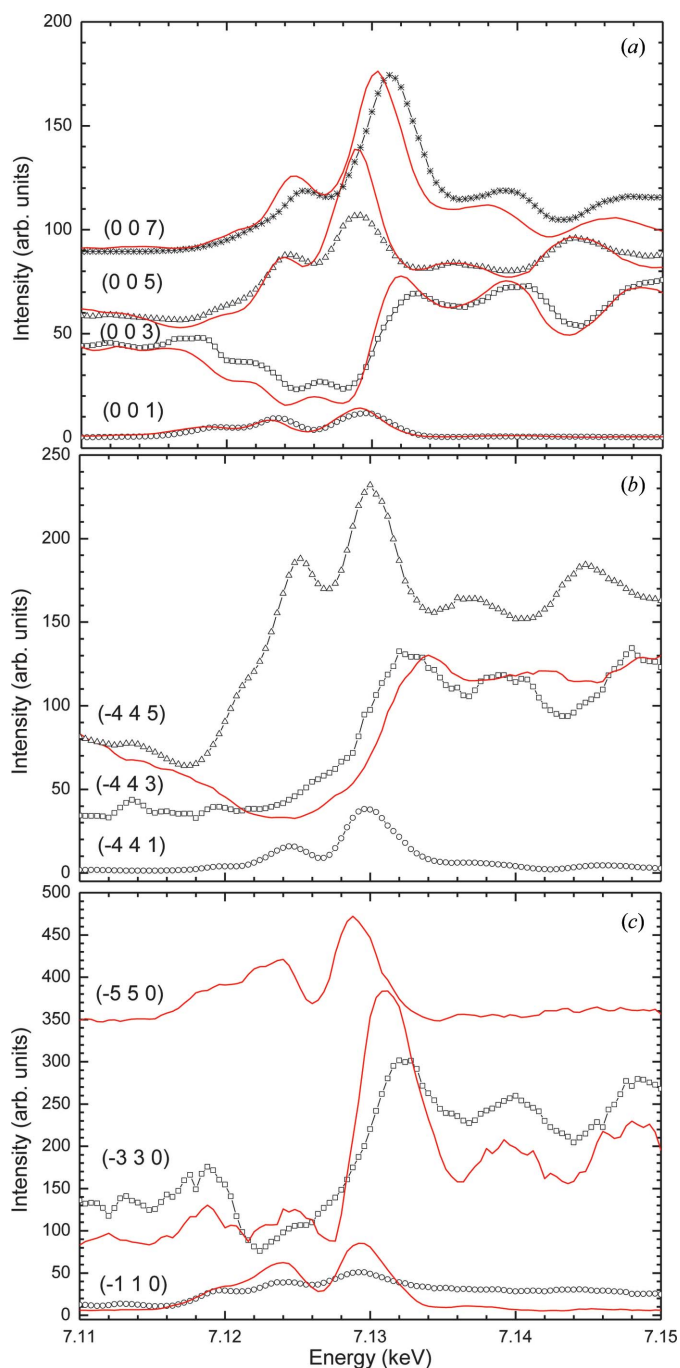 (a)
200
150
100
50
0
Intensity (arb. units)
(0 0 7)
(0 0 5)
(0 0 3)
(0 0 1)
(b)
250
200
150
100
50
0
Intensity (arb. units)
(-4 4 5)
(-4 4 3)
(-4 4 1)
(c)
500
450
400
350
300
250
200
150
100
50
0
Intensity (arb. units)
(-5 5 0)
(-3 3 0)
(-1 1 0)
7.11 7.12 7.13 7.14 7.15
Energy (keV)